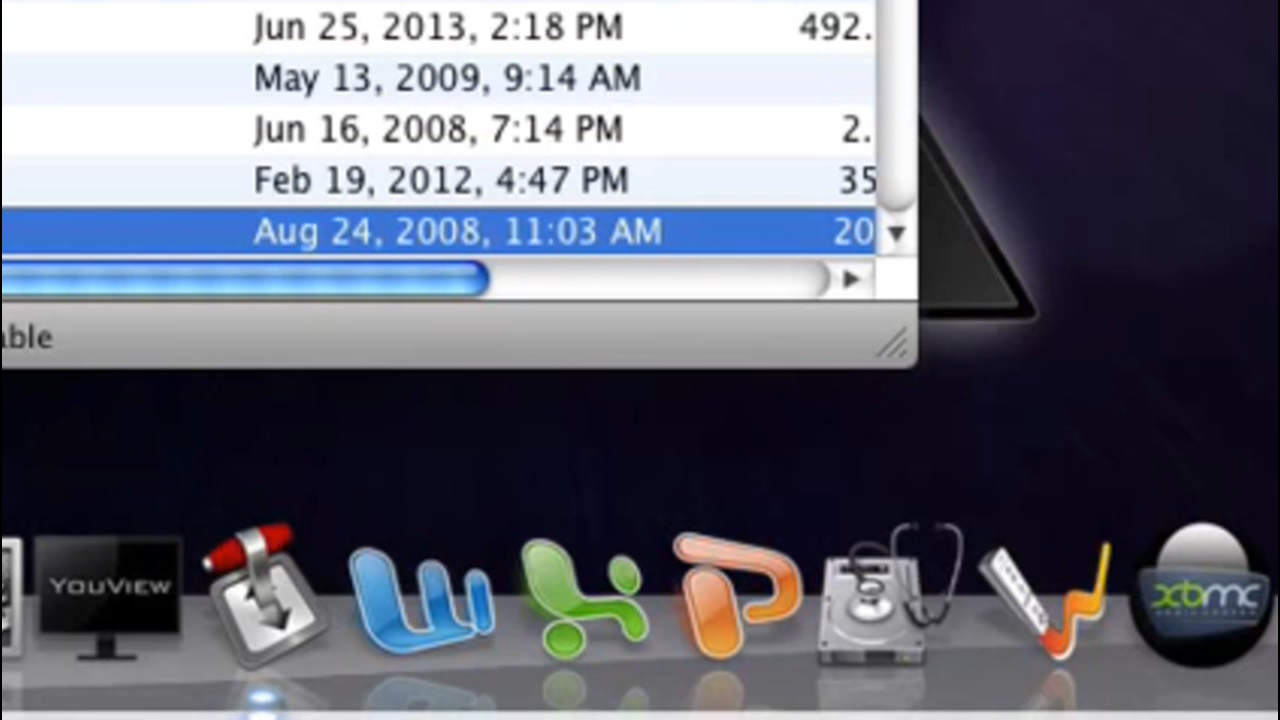 Jun 25, 2013, 2:18 PM 492.
May 13, 2009, 9:14 AM
Jun 16, 2008, 7:14 PM 2.
Feb 19, 2012, 4:47 PM 35
Aug 24, 2008, 11:03 AM 20
able
YOUVIEW
xbmc